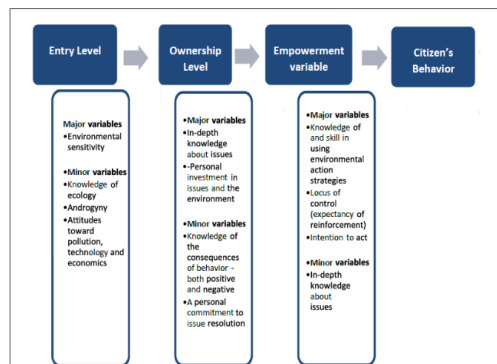 Entry Level
Ownership
Level
Empowerment
variable
Citizen's
Behavior
Major variables
•Environmental
sensitivity
Minor variables
•Knowledge of
ecology
•Androgyny
•Attitudes
toward
pollution,
technology and
economics
Major variables
•In-depth
knowledge
about issues
•-Personal
investment in
issues and the
environment
Minor variables
•Knowledge of
the
consequences
of behavior -
both positive
and negative
•A personal
commitment to
issue resolution
Major variables
•Knowledge of
and skill in
using
environmental
action
strategies
•Locus of
control
(expectancy of
reinforcement)
•Intention to act
Minor variables
•In-depth
knowledge
about
issues